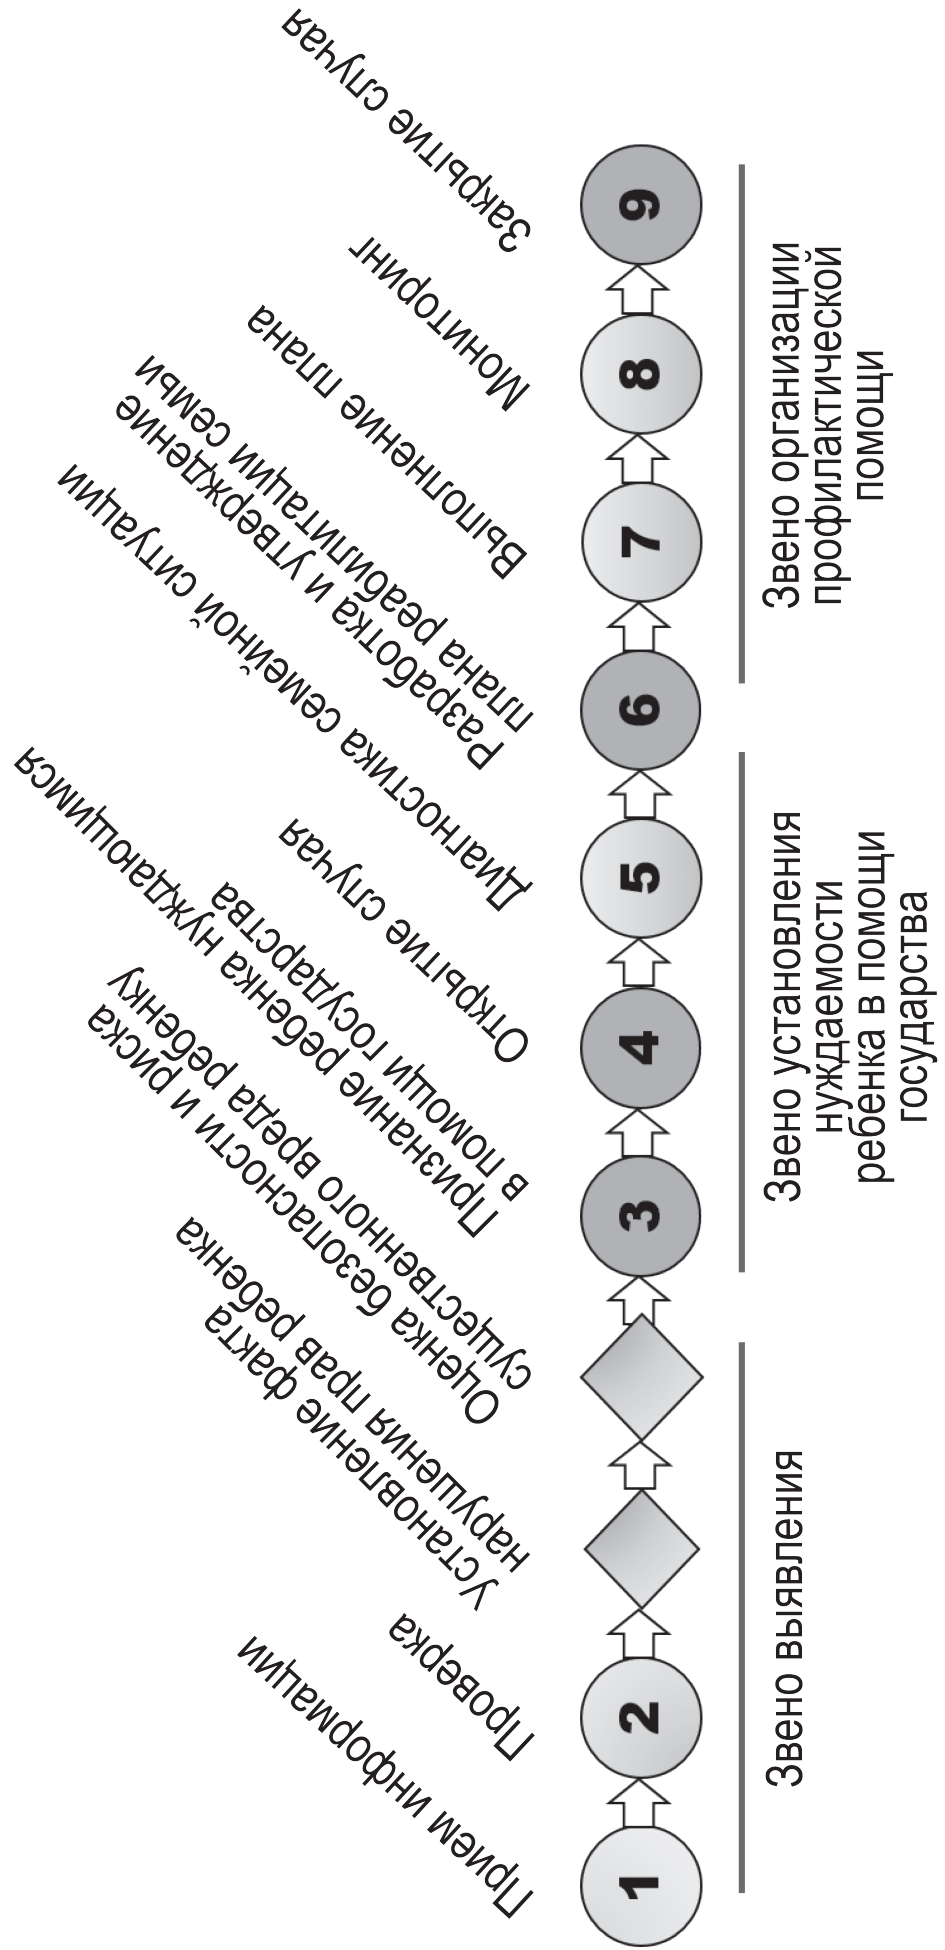 Прием информации
Проверка
Установление факта
нарушения прав ребенка
Оценка безопасности и риска
существенного вреда ребенку
Признание ребенка нуждающимся
в помощи государства
Открытие случая
Диагностика семейной ситуации
Разработка и утверждение
плана реабилитации семьи
Выполнение плана
Мониторинг
Закрытие случая
1
2
3
4
5
6
7
8
9
Звено выявления
Звено установления
нуждаемости
ребенка в помощи
государства
Звено организации
профилактической
помощи